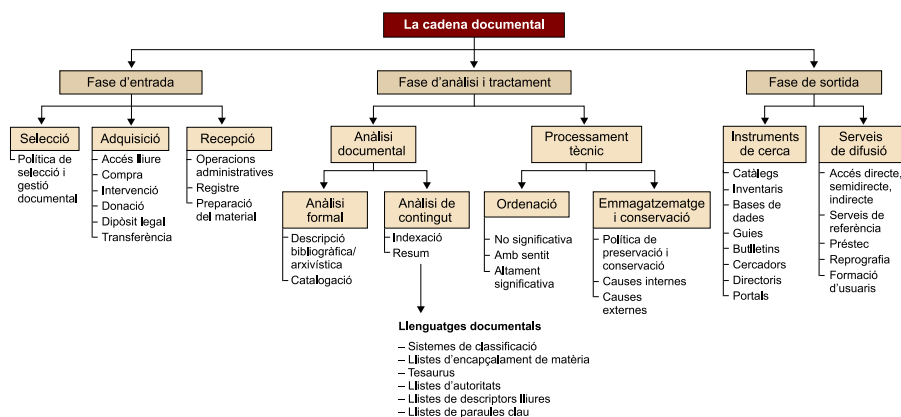 La cadena documental
Fase d'entrada
Fase d'anàlisi i tractament
Fase de sortida
Selecció
– Política de
selecció i
gestió
documental
Adquisició
– Accés lliure
– Compra
– Intervenció
– Donació
– Dipòsit legal
– Transferència
Recepció
– Operacions
administratives
– Registre
– Preparació
del material
Anàlisi
documental
Anàlisi
formal
– Descripció
bibliogràfica/
arxivística
– Catalogació
Anàlisi de
contingut
– Indexació
– Resum
Llenguatges documentals
– Sistemes de classificació
– Llistes d'encapçalament de matèria
– Tesaurus
– Llistes d'autoritats
– Llistes de descriptors lliures
– Llistes de paraules clau
Processament
tècnic
Ordenació
– No significativa
– Amb sentit
– Altament
significativa
Emmagatzematge
i conservació
– Política de
preservació i
conservació
– Causes internes
– Causes
externes
Instruments
de cerca
– Catàlegs
– Inventaris
– Bases de
dades
– Guies
– Butlletins
– Cercadors
– Directoris
– Portals
Serveis de
difusió
– Accés directe,
semidirecte,
indirecte
– Serveis de
referència
– Préstec
– Reprografia
– Formació
d'usuaris